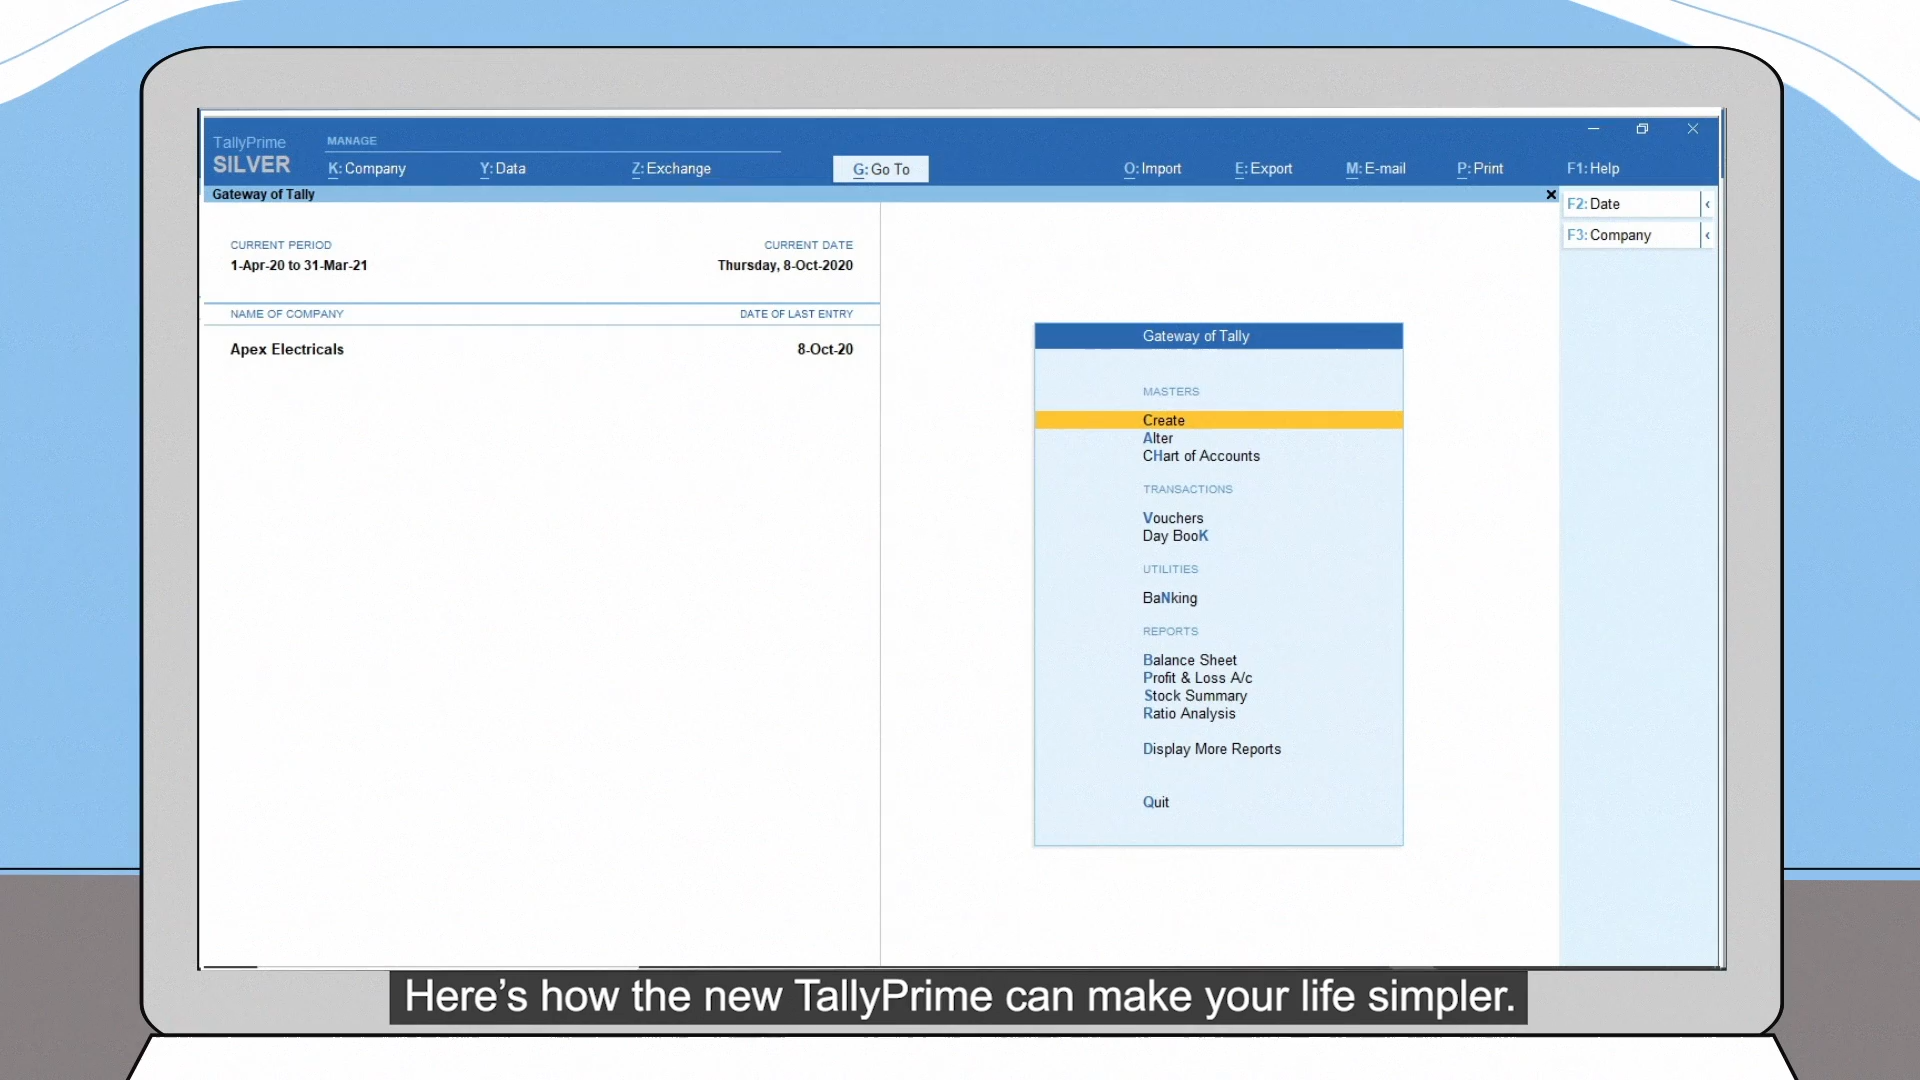 TallyPrime
SILVER
MANAGE
K: Company
Y: Data
Z: Exchange
G: Go To
O: Import
E: Export
M: E-mail
P: Print
F1: Help
Gateway of Tally
F2: Date
F3: Company
CURRENT PERIOD
CURRENT DATE
1-Apr-20 to 31-Mar-21
Thursday, 8-Oct-2020
NAME OF COMPANY
DATE OF LAST ENTRY
Apex Electricals
8-Oct-20
Gateway of Tally
MASTERS
Create
Alter
CHart of Accounts
TRANSACTIONS
Vouchers
Day BooK
UTILITIES
BaNking
REPORTS
Balance Sheet
Profit & Loss A/c
Stock Summary
Ratio Analysis
Display More Reports
Quit
Here’s how the new TallyPrime can make your life simpler.